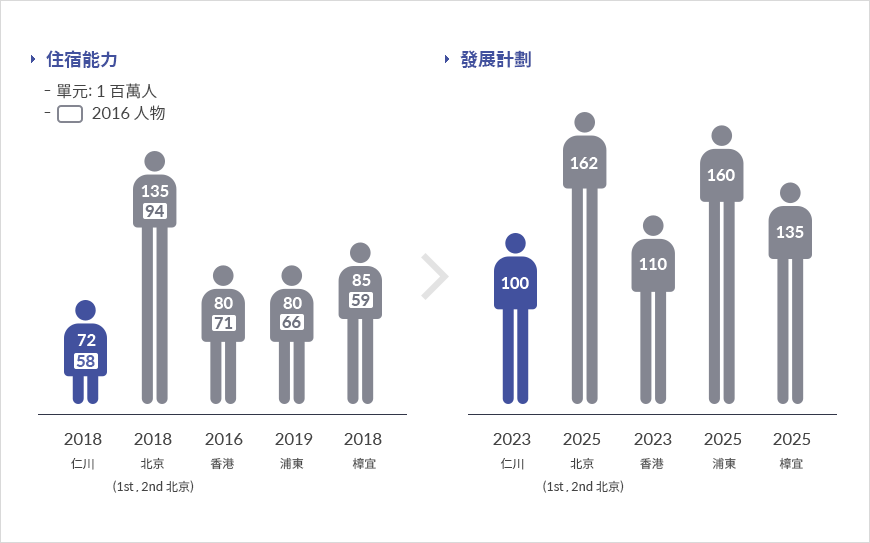 住宿能力
- 單元: 1 百萬人
- 2016 人物
135
94
72
58
80
71
80
66
85
59
2018 2018 2016 2019 2018
仁川 北京 香港 浦東 樟宜
(1st , 2nd 北京)
發展計劃
100
162
110
160
135
2023 2025 2023 2025 2025
仁川 北京 香港 浦東 樟宜
(1st , 2nd 北京)